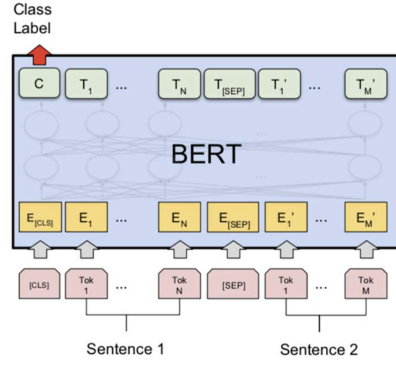 Class
Label
C T1 ... TN T[SEP] T1' ... TM'
...
BERT
...
E[CLS] E1 ... EN E[SEP] E1' ... EM'
[CLS] Tok 1 ... Tok N [SEP] Tok 1 ... Tok M
Sentence 1 Sentence 2